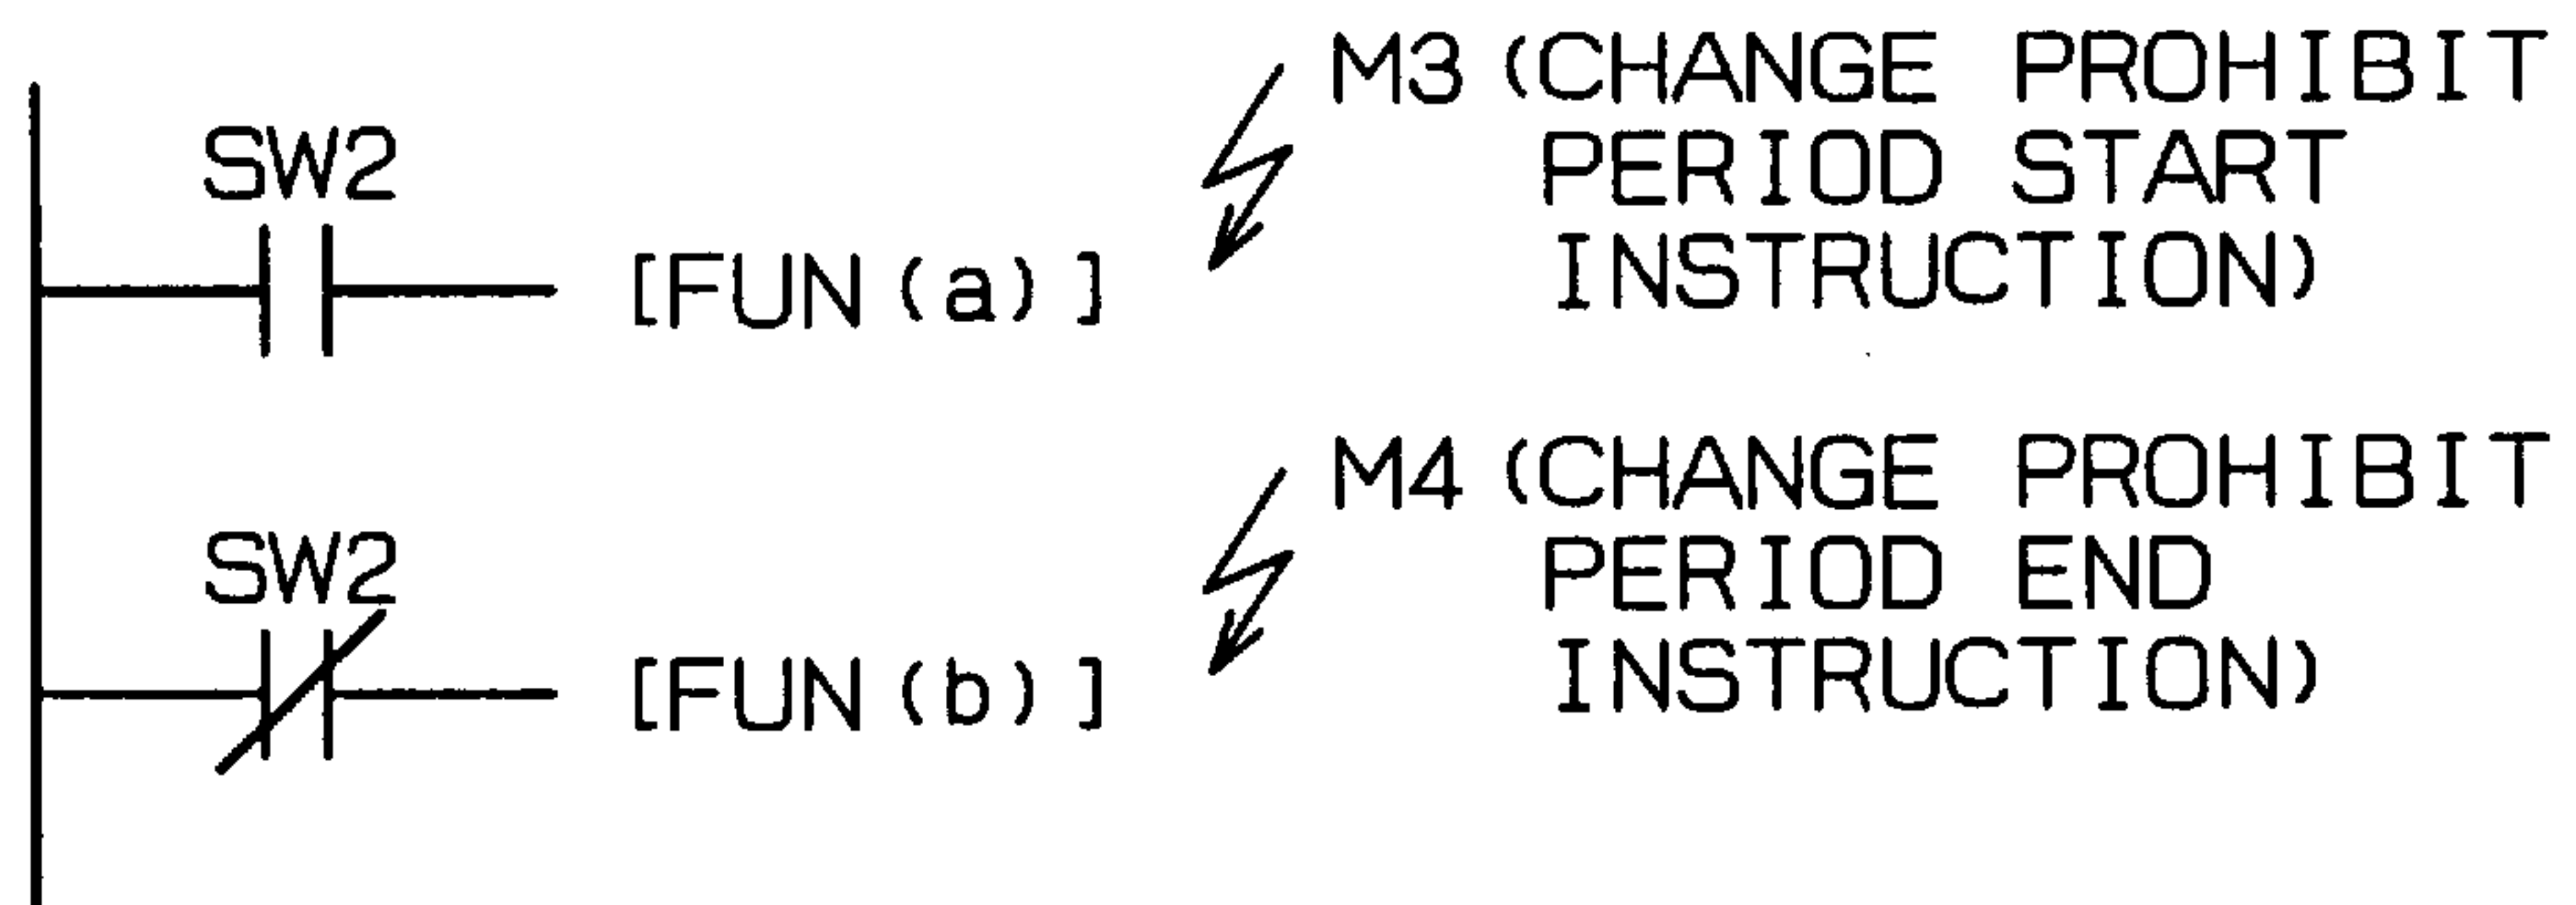 M3 (CHANGE PROHIBIT
PERIOD START
INSTRUCTION)
SW2
[FUN(a)]
M4 (CHANGE PROHIBIT
PERIOD END
INSTRUCTION)
SW2
[FUN(b)]